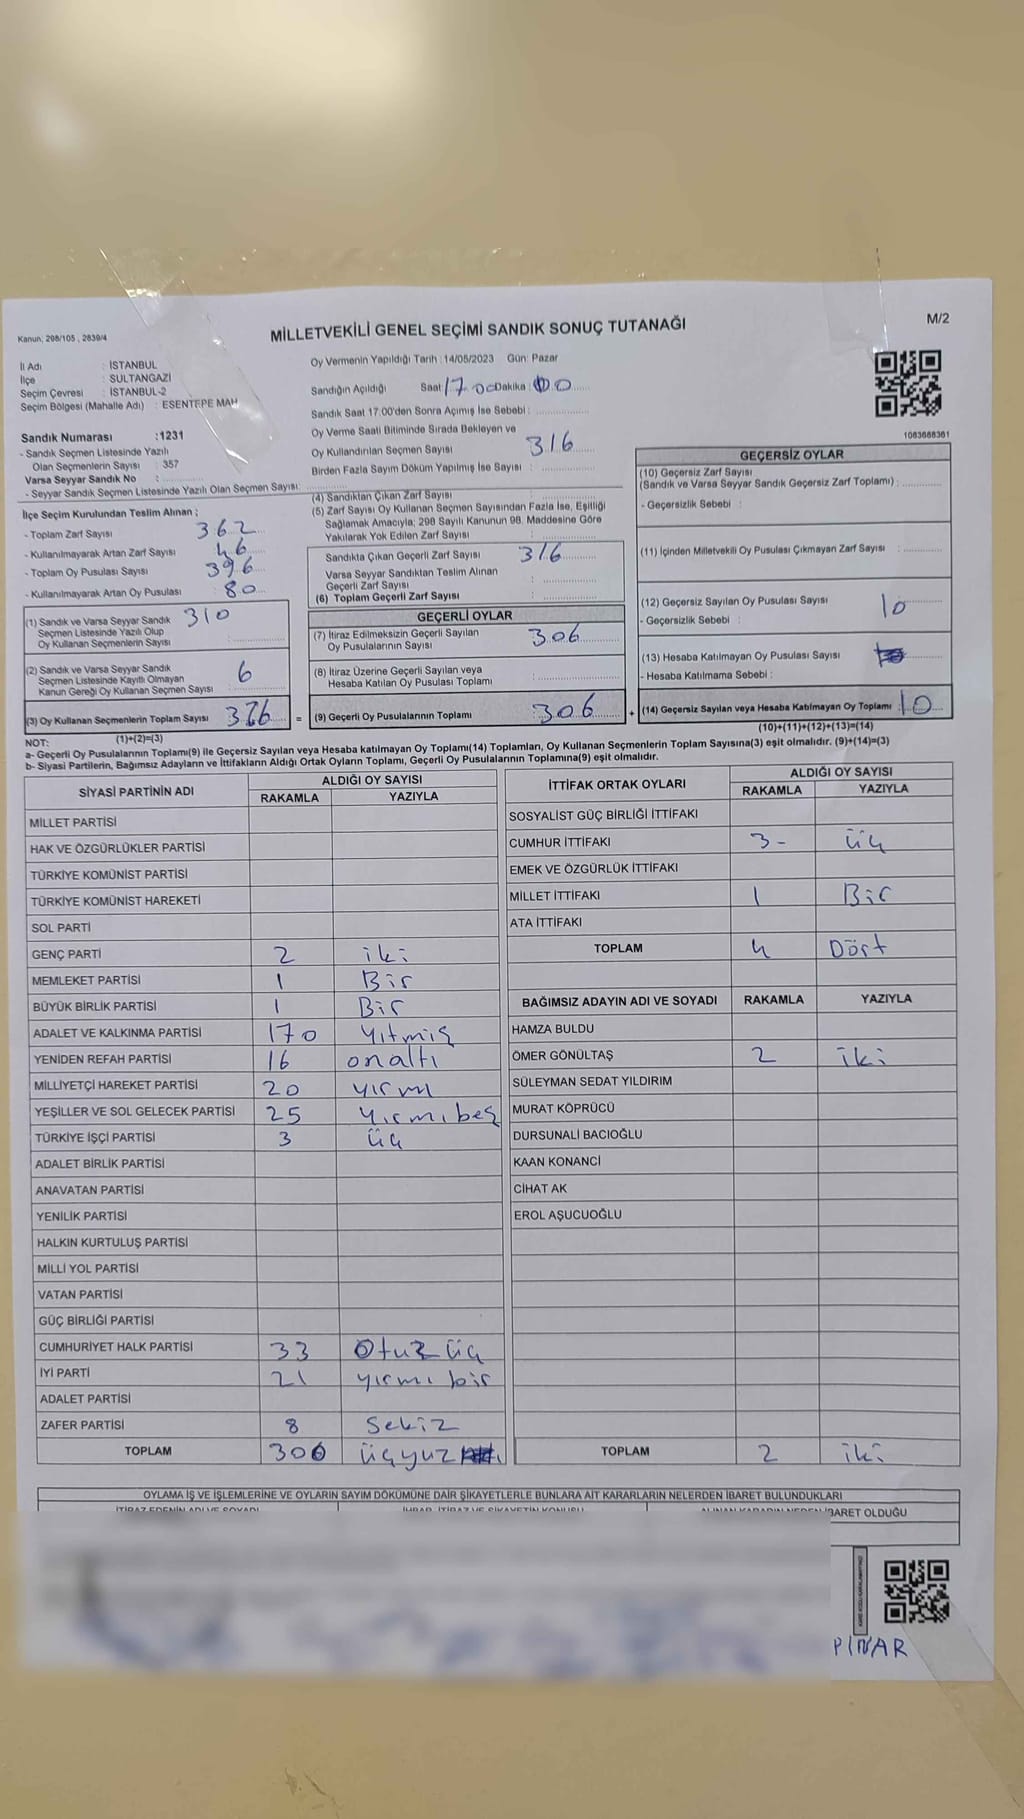 Kanun; 298/105 , 2839/4
MİLLETVEKİLİ GENEL SEÇİMİ SANDIK SONUÇ TUTANAĞI
M/2
İl Adı : İSTANBUL
İlçe : SULTANGAZİ
Seçim Çevresi : İSTANBUL-2
Seçim Bölgesi (Mahalle Adı) : ESENTEPE MAH
Sandık Numarası :1231
- Sandık Seçmen Listesinde Yazılı
Olan Seçmenlerin Sayısı : 357
Varsa Seyyar Sandık No :
- Seyyar Sandık Seçmen Listesinde Yazılı Olan Seçmen Sayısı:
Oy Vermenin Yapıldığı Tarih :14/05/2023 Gün: Pazar
Sandığın Açıldığı Saat 17.00 Dakika : 00
Sandık Saat 17:00'den Sonra Açımış İse Sebebi :
Oy Verme Saati Bitiminde Sırada Bekleyen ve
Oy Kullandırılan Seçmen Sayısı 316
Birden Fazla Sayım Döküm Yapılmış İse Sayısı :
1083688361
İlçe Seçim Kurulundan Teslim Alınan :
- Toplam Zarf Sayısı 362
- Kullanılmayarak Artan Zarf Sayısı 46
- Toplam Oy Pusulası Sayısı 396
- Kullanılmayarak Artan Oy Pusulası 80
(1) Sandık ve Varsa Seyyar Sandık 310
Seçmen Listesinde Yazılı Olup
Oy Kullanan Seçmenlerin Sayısı
(2) Sandık ve Varsa Seyyar Sandık
Seçmen Listesinde Kayıtlı Olmayan 6
Kanun Gereği Oy Kullanan Seçmen Sayısı
(3) Oy Kullanan Seçmenlerin Toplam Sayısı 316 =
(1)+(2)=(3)
(4) Sandıktan Çıkan Zarf Sayısı
(5) Zarf Sayısı Oy Kullanan Seçmen Sayısından Fazla İse, Eşitliği
Sağlamak Amacıyla; 298 Sayılı Kanunun 98. Maddesine Göre
Yakılarak Yok Edilen Zarf Sayısı :
Sandıkta Çıkan Geçerli Zarf Sayısı 316
Varsa Seyyar Sandıktan Teslim Alınan
Geçerli Zarf Sayısı :
(6) Toplam Geçerli Zarf Sayısı :
GEÇERLİ OYLAR
(7) İtiraz Edilmeksizin Geçerli Sayılan
Oy Pusulalarının Sayısı 306
(8) İtiraz Üzerine Geçerli Sayılan veya
Hesaba Katılan Oy Pusulası Toplamı :
(9) Geçerli Oy Pusulalarının Toplamı 306 +
GEÇERSİZ OYLAR
(10) Geçersiz Zarf Sayısı
(Sandık ve Varsa Seyyar Sandık Geçersiz Zarf Toplamı) :
- Geçersizlik Sebebi :
(11) İçinden Milletvekili Oy Pusulası Çıkmayan Zarf Sayısı :
(12) Geçersiz Sayılan Oy Pusulası Sayısı 10
- Geçersizlik Sebebi :
(13) Hesaba Katılmayan Oy Pusulası Sayısı
- Hesaba Katılmama Sebebi :
(14) Geçersiz Sayılan veya Hesaba Katılmayan Oy Toplamı : 10
(10)+(11)+(12)+(13)=(14)
NOT:
a- Geçerli Oy Pusulalarının Toplamı(9) ile Geçersiz Sayılan veya Hesaba katılmayan Oy Toplamı(14) Toplamları, Oy Kullanan Seçmenlerin Toplam Sayısına(3) eşit olmalıdır. (9)+(14)=(3)
b- Siyasi Partilerin, Bağımsız Adayların ve İttifakların Aldığı Ortak Oyların Toplamı, Geçerli Oy Pusulalarının Toplamına(9) eşit olmalıdır.
SİYASİ PARTİNİN ADI ALDIĞI OY SAYISI
RAKAMLA YAZIYLA
MİLLET PARTİSİ
HAK VE ÖZGÜRLÜKLER PARTİSİ
TÜRKİYE KOMÜNİST PARTİSİ
TÜRKİYE KOMÜNİST HAREKETİ
SOL PARTİ
GENÇ PARTİ 2 iki
MEMLEKET PARTİSİ 1 Bir
BÜYÜK BİRLİK PARTİSİ 1 Bir
ADALET VE KALKINMA PARTİSİ 170 yıtmiş
YENİDEN REFAH PARTİSİ 16 onaltı
MİLLİYETÇİ HAREKET PARTİSİ 20 yırmı
YEŞİLLER VE SOL GELECEK PARTİSİ 25 yırmıbeş
TÜRKİYE İŞÇİ PARTİSİ 3 üç
ADALET BİRLİK PARTİSİ
ANAVATAN PARTİSİ
YENİLİK PARTİSİ
HALKIN KURTULUŞ PARTİSİ
MİLLİ YOL PARTİSİ
VATAN PARTİSİ
GÜÇ BİRLİĞİ PARTİSİ
CUMHURİYET HALK PARTİSİ 33 Otuz üç
İYİ PARTİ 21 yırmı bir
ADALET PARTİSİ
ZAFER PARTİSİ 8 Sekiz
TOPLAM 300 üçyuz
İTTİFAK ORTAK OYLARI ALDIĞI OY SAYISI
RAKAMLA YAZIYLA
SOSYALİST GÜÇ BİRLİĞİ İTTİFAKI
CUMHUR İTTİFAKI 3- üç
EMEK VE ÖZGÜRLÜK İTTİFAKI
MİLLET İTTİFAKI 1 Bir
ATA İTTİFAKI
TOPLAM 4 Dört
BAĞIMSIZ ADAYIN ADI VE SOYADI RAKAMLA YAZIYLA
HAMZA BULDU
ÖMER GÖNÜLTAŞ 2 iki
SÜLEYMAN SEDAT YILDIRIM
MURAT KÖPRÜCÜ
DURSUNALİ BACIOĞLU
KAAN KONANCİ
CİHAT AK
EROL AŞUCUOĞLU
TOPLAM 2 iki
OYLAMA İŞ VE İŞLEMLERİNE VE OYLARIN SAYIM DÖKÜMÜNE DAİR ŞİKAYETLERLE BUNLARA AİT KARARLARIN NELERDEN İBARET BULUNDUKLARI
İTİRAZ EDENİN ADI VE SOYADI İHBAR, İTİRAZ VE ŞİKAYETİN KONUSU ALINAN KARARIN NEDEN İBARET OLDUĞU
PINAR